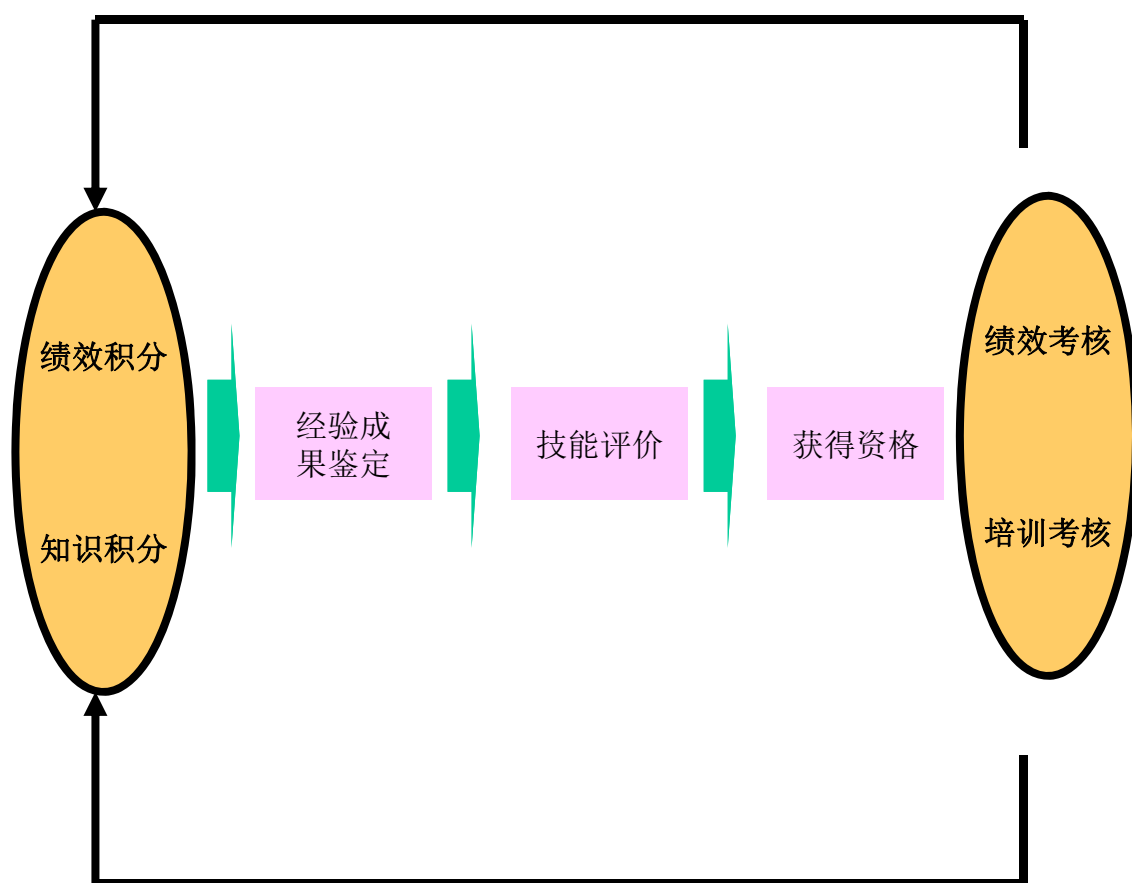 绩效积分
知识积分
经验成
果鉴定
技能评价
获得资格
绩效考核
培训考核